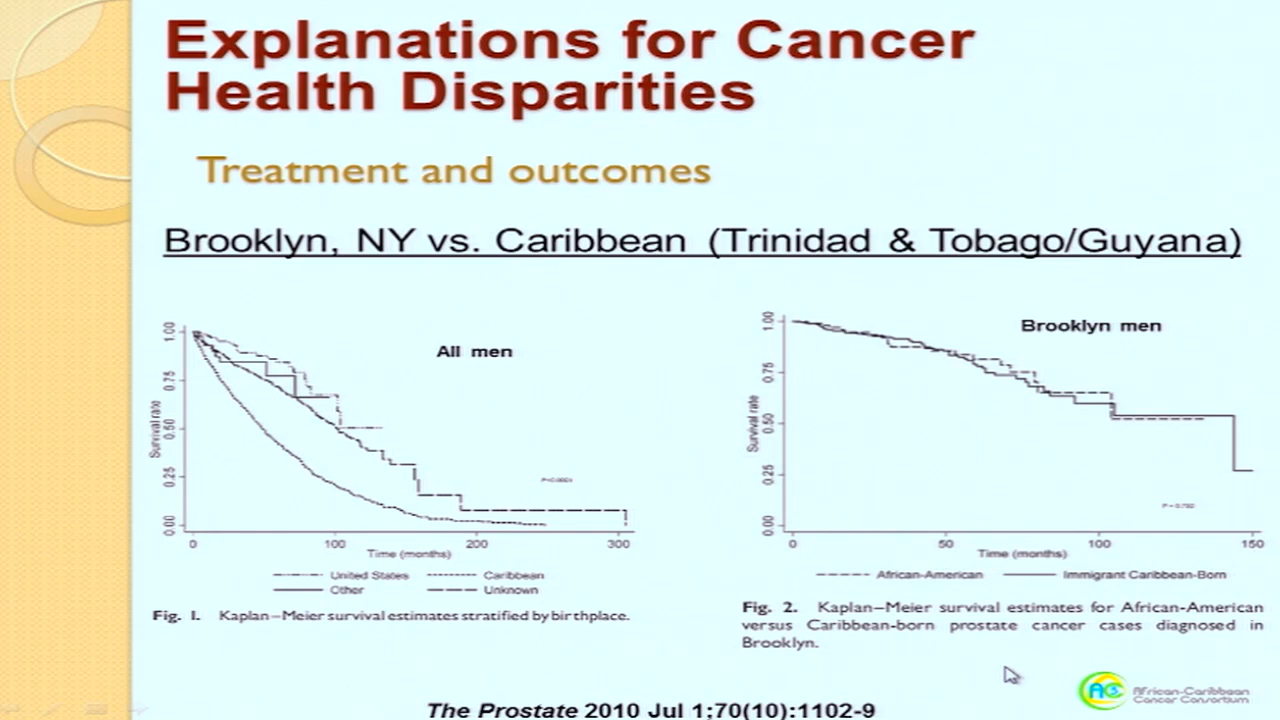 Explanations for Cancer
Health Disparities
Treatment and outcomes
Brooklyn, NY vs. Caribbean (Trinidad & Tobago/Guyana)
All men
Survival rate
1.00
0.75
0.50
0.25
0.00
0
100
200
300
Time (months)
United States
Caribbean
Other
Unknown
Fig. 1. Kaplan–Meier survival estimates stratified by birthplace.
Brooklyn men
Survival rate
1.00
0.75
0.50
0.25
0.00
0
50
100
150
Time (months)
African-American
Immigrant Caribbean-Born
Fig. 2. Kaplan–Meier survival estimates for African-American
versus Caribbean-born prostate cancer cases diagnosed in
Brooklyn.
African-Caribbean
Cancer Consortium
The Prostate 2010 Jul 1;70(10):1102-9